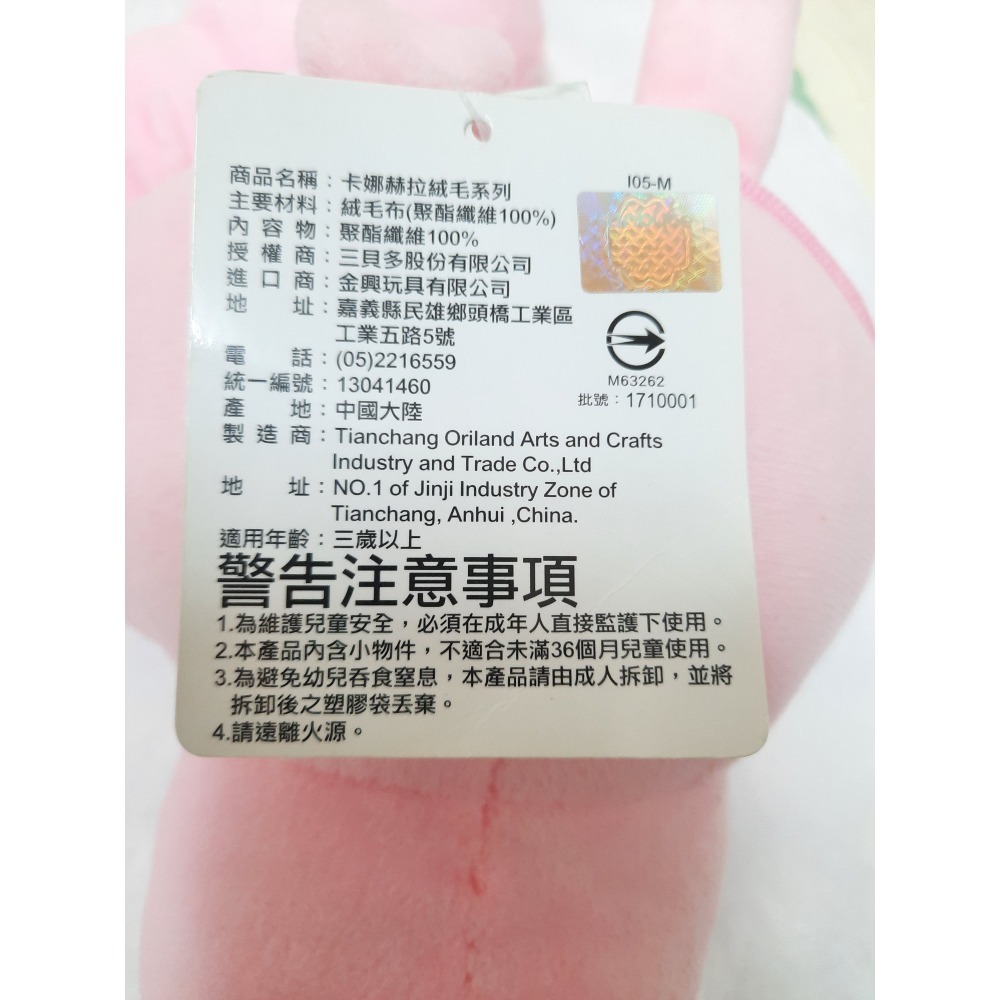 商品名稱：卡娜赫拉絨毛系列
主要材料：絨毛布(聚酯纖維100%)
內容物：聚酯纖維100%
授權商：三貝多股份有限公司
進口商：金興玩具有限公司
地址：嘉義縣民雄鄉頭橋工業區
工業五路5號
電話：(05)2216559
統一編號：13041460
產地：中國大陸
製造商：Tianchang Oriland Arts and Crafts
Industry and Trade Co.,Ltd
地址：NO.1 of Jinji Industry Zone of
Tianchang, Anhui ,China.
適用年齡：三歲以上
I05-M
M63262
批號：1710001
警告注意事項
1.為維護兒童安全，必須在成年人直接監護下使用。
2.本產品內含小物件，不適合未滿36個月兒童使用。
3.為避免幼兒吞食窒息，本產品請由成人拆卸，並將
拆卸後之塑膠袋丟棄。
4.請遠離火源。